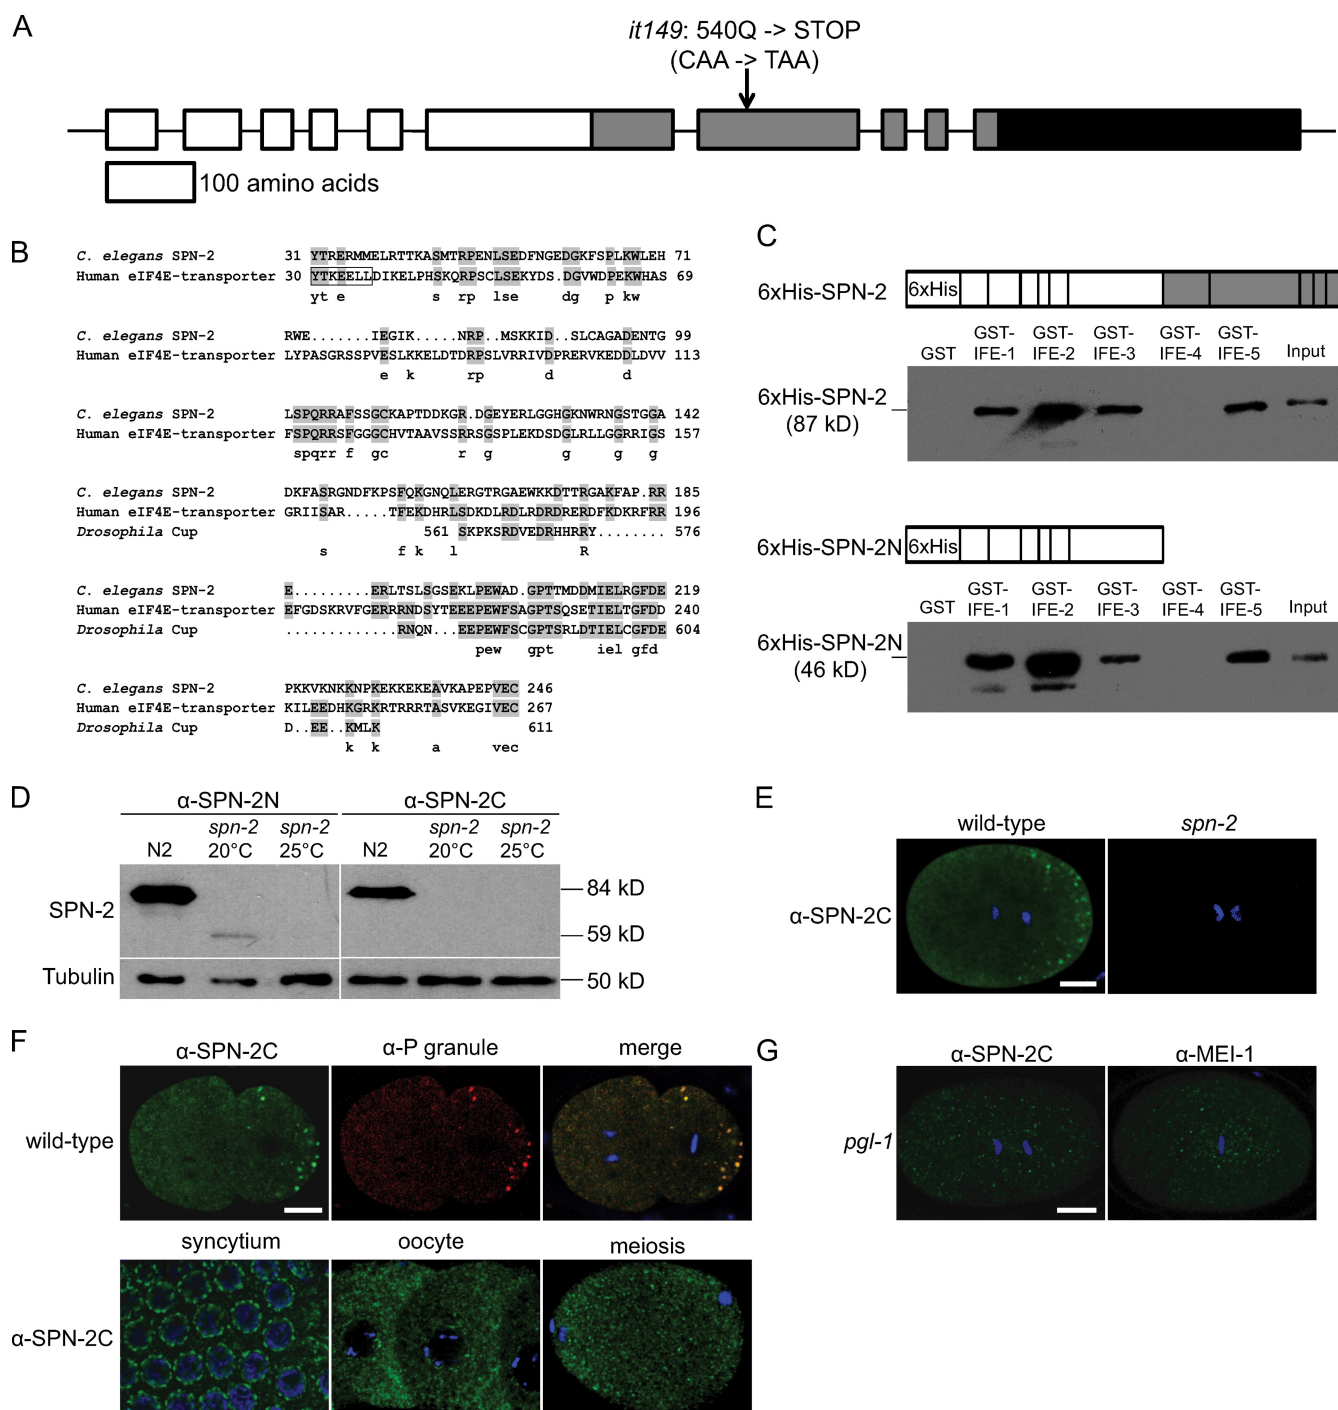 A
it149: 540Q -> STOP
(CAA -> TAA)
100 amino acids
B
C. elegans SPN-2 31 YTRERMMELRTTKASMTRPENLSEDFNGEDGKFSPLKWLEH 71
Human eIF4E-transporter 30 YTKEELLDIKELPHSKQRPSCLSEKYDS.DGVWDPEKWHAS 69
yt e s rp lse dg p kw
C. elegans SPN-2 RWE......IEGIK....NRP..MSKKID..SLCAGADENTG 99
Human eIF4E-transporter LYPASGRSSPVESLKKELDTDRPSLVRRIVDPRERVKEDDLDVV 113
e k rp d d
C. elegans SPN-2 LSPQRRAFSSGCKAPTDDKGR.DGEYERLGGHGKNWRNGSTGGA 142
Human eIF4E-transporter FSPQRRSFGGGCHVTAAVSSRRSGSPLEKDSDGLRLLGGRRIGS 157
spqrr f gc r g g g g
C. elegans SPN-2 DKFASRGNDFKPSFQKGNQLERGTRGAEWKKDTTRGAKFAP.RR 185
Human eIF4E-transporter GRIISAR.....TFEKDHRLSDKDLRDLRDRDRERDFKDKRFRR 196
Drosophila Cup 561 SKPKSRDVEDRHHRRY........ 576
s f k l R
C. elegans SPN-2 E.........ERLTSLSGSEKLPEWAD.GPTTMDDMIELRGFDE 219
Human eIF4E-transporter EFGDSKRVFGERRRNDSYTEEEPEWFSAGPTSQSETIELTGFDD 240
Drosophila Cup .............RNQN..EEPEWFSCGPTSRLDTIELCGFDE 604
pew gpt iel gfd
C. elegans SPN-2 PKKVKNKKNPKEKKEKEAVKAPEPVEC 246
Human eIF4E-transporter KILEEDHKGRKRTRRRTASVKEGIVEC 267
Drosophila Cup D..EE..KMLK 611
k k a vec
C
6xHis-SPN-2 6xHis
GST GST-IFE-1 GST-IFE-2 GST-IFE-3 GST-IFE-4 GST-IFE-5 Input
6xHis-SPN-2
(87 kD)
6xHis-SPN-2N 6xHis
GST GST-IFE-1 GST-IFE-2 GST-IFE-3 GST-IFE-4 GST-IFE-5 Input
6xHis-SPN-2N
(46 kD)
D
α-SPN-2N α-SPN-2C
N2 spn-2 20°C spn-2 25°C N2 spn-2 20°C spn-2 25°C
SPN-2
84 kD
59 kD
Tubulin
50 kD
E
wild-type spn-2
α-SPN-2C
F
α-SPN-2C α-P granule merge
wild-type
syncytium oocyte meiosis
α-SPN-2C
G
α-SPN-2C α-MEI-1
pgl-1